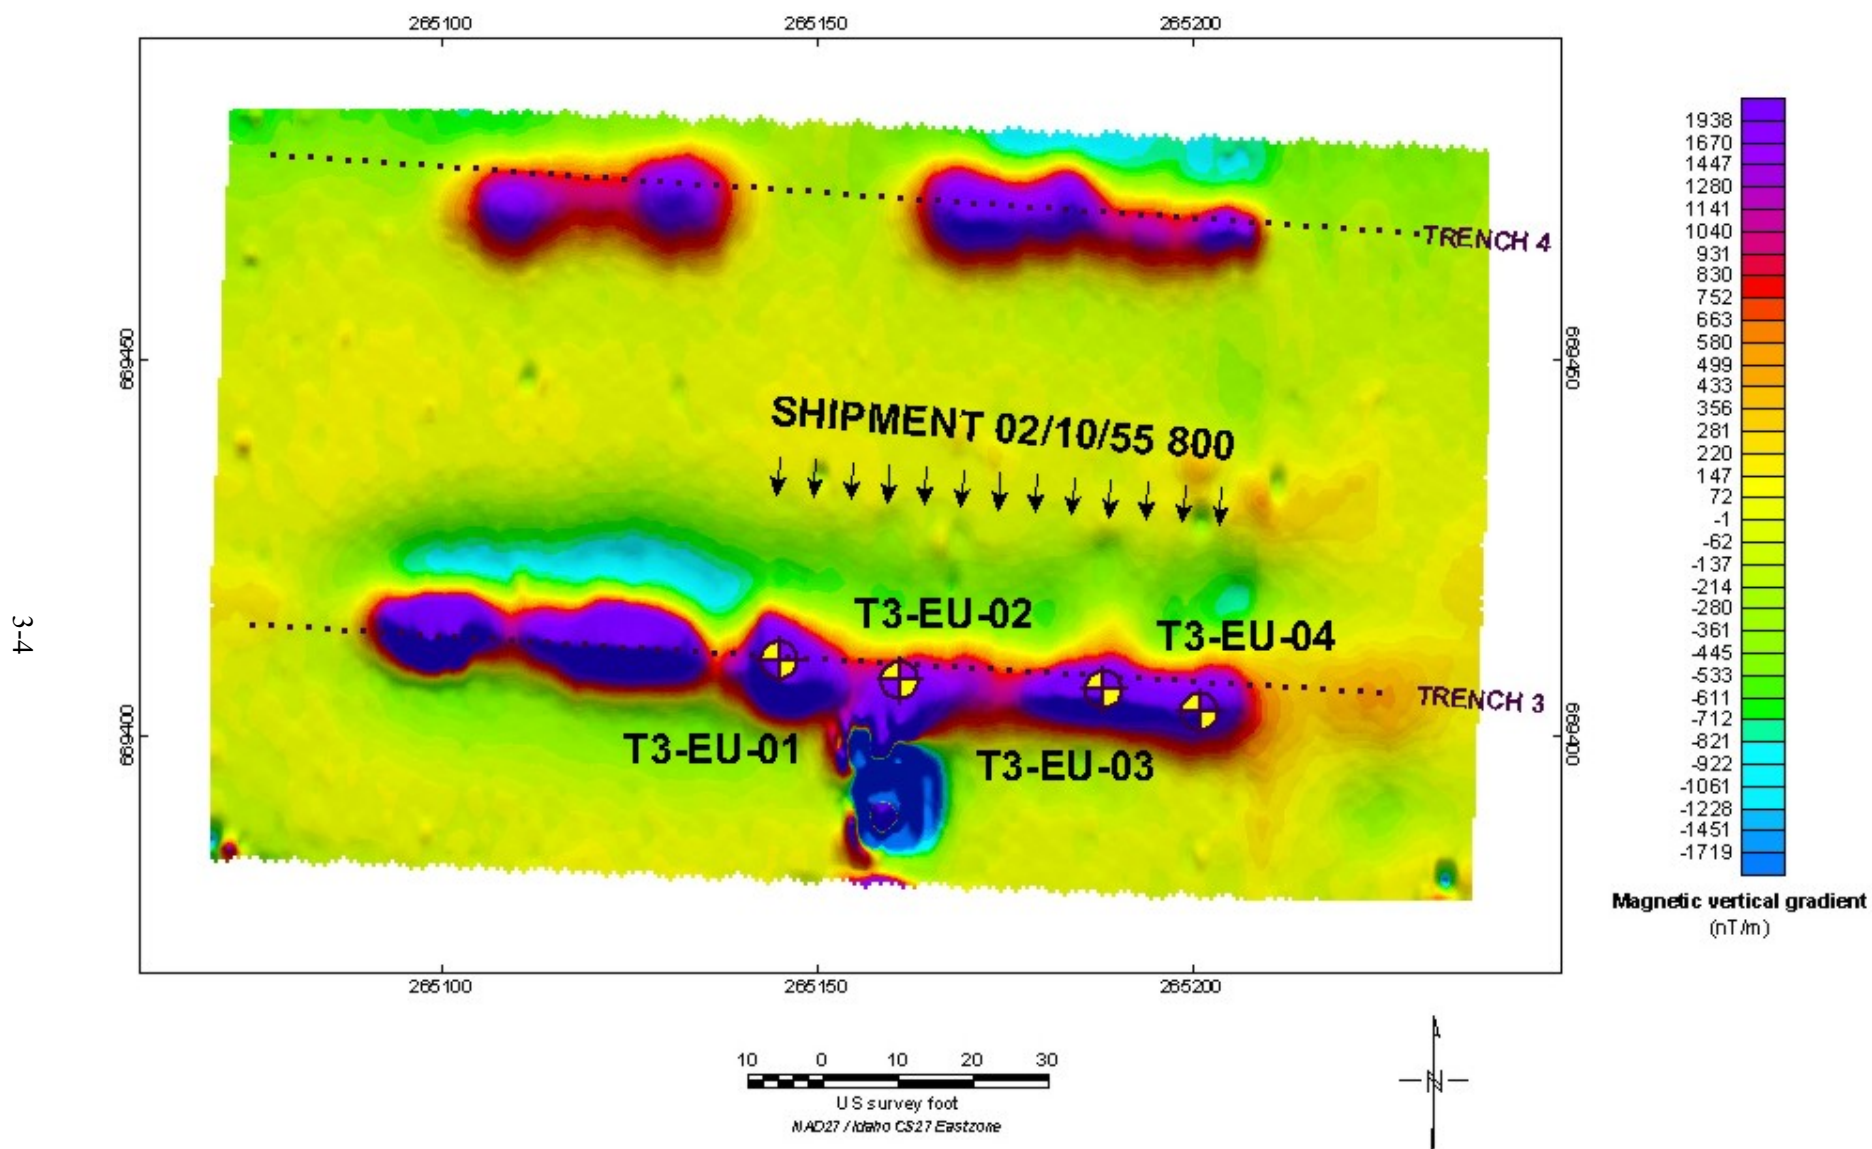 265100 265150 265200
TRENCH 4
669450 669450
SHIPMENT 02/10/55 800
T3-EU-02
T3-EU-04
TRENCH 3
T3-EU-01
T3-EU-03
669400 669400
265100 265150 265200
3-4
1938
1670
1447
1280
1141
1040
931
830
752
663
580
499
433
356
281
220
147
72
-1
-62
-137
-214
-280
-361
-445
-533
-611
-712
-821
-922
-1061
-1228
-1451
-1719
Magnetic vertical gradient
(nT/m)
10 0 10 20 30
US survey foot
NAD27 / Idaho CS27 Eastzone
N